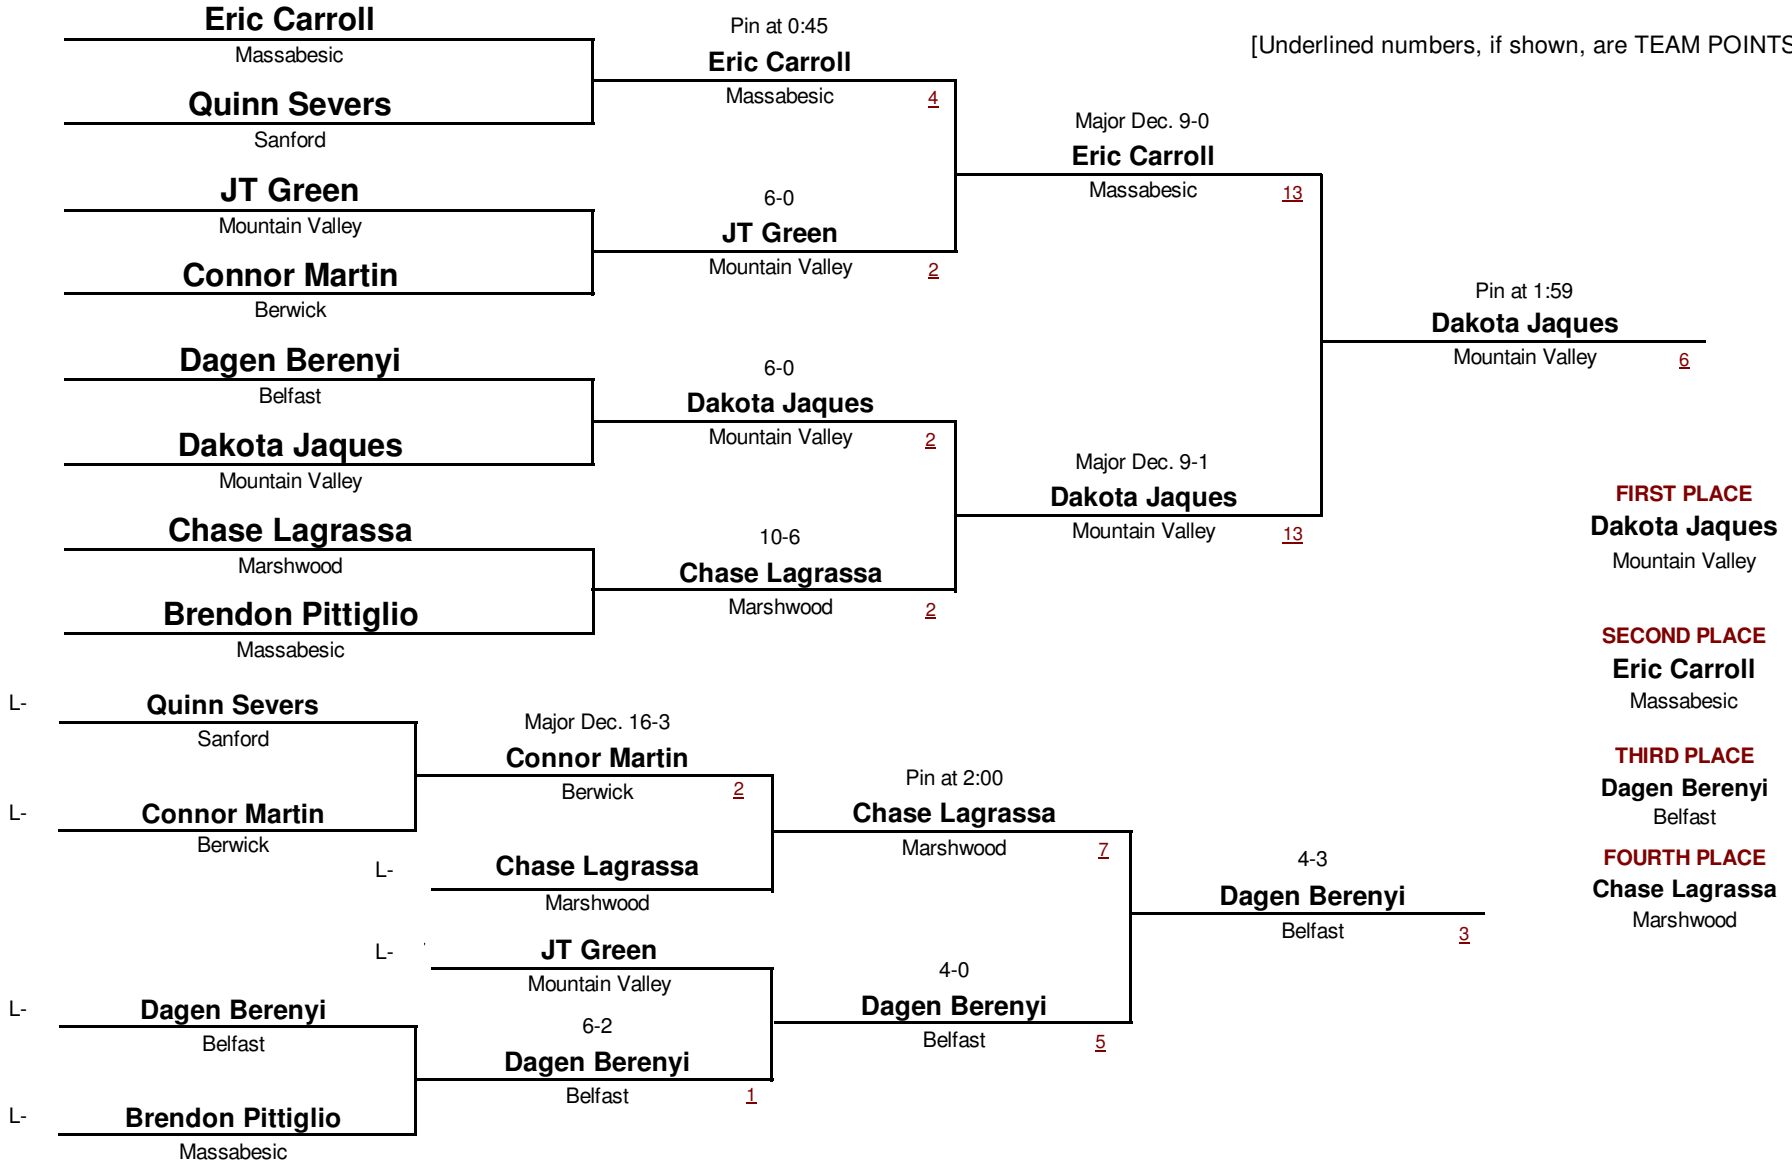 Eric Carroll
Massabesic
Quinn Severs
Sanford
JT Green
Mountain Valley
Connor Martin
Berwick
Dagen Berenyi
Belfast
Dakota Jaques
Mountain Valley
Chase Lagrassa
Marshwood
Brendon Pittiglio
Massabesic
Pin at 0:45
Eric Carroll
Massabesic 4
6-0
JT Green
Mountain Valley 2
6-0
Dakota Jaques
Mountain Valley 2
10-6
Chase Lagrassa
Marshwood 2
[Underlined numbers, if shown, are TEAM POINTS
Major Dec. 9-0
Eric Carroll
Massabesic 13
Major Dec. 9-1
Dakota Jaques
Mountain Valley 13
Pin at 1:59
Dakota Jaques
Mountain Valley 6
FIRST PLACE
Dakota Jaques
Mountain Valley
SECOND PLACE
Eric Carroll
Massabesic
THIRD PLACE
Dagen Berenyi
Belfast
FOURTH PLACE
Chase Lagrassa
Marshwood
L- Quinn Severs
Sanford
L- Connor Martin
Berwick
Major Dec. 16-3
Connor Martin
Berwick 2
L- Chase Lagrassa
Marshwood
L- JT Green
Mountain Valley
L- Dagen Berenyi
Belfast
L- Brendon Pittiglio
Massabesic
6-2
Dagen Berenyi
Belfast 1
Pin at 2:00
Chase Lagrassa
Marshwood 7
4-0
Dagen Berenyi
Belfast 5
4-3
Dagen Berenyi
Belfast 3